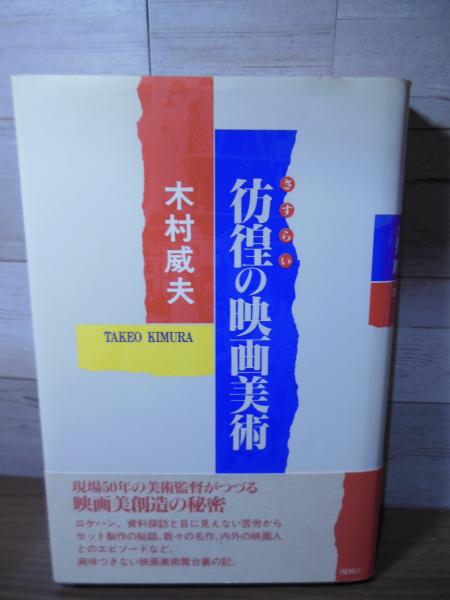 さすらい
彷徨の映画美術
木村威夫
TAKEO KIMURA
現場50年の美術監督がつづる
映画美創造の秘密
ロケハン、資料探訪と目に見えない苦労から
セット製作の秘話、数々の名作、内外の映画人
とのエピソードなど、
興味つきない映画美術舞台裏の記。